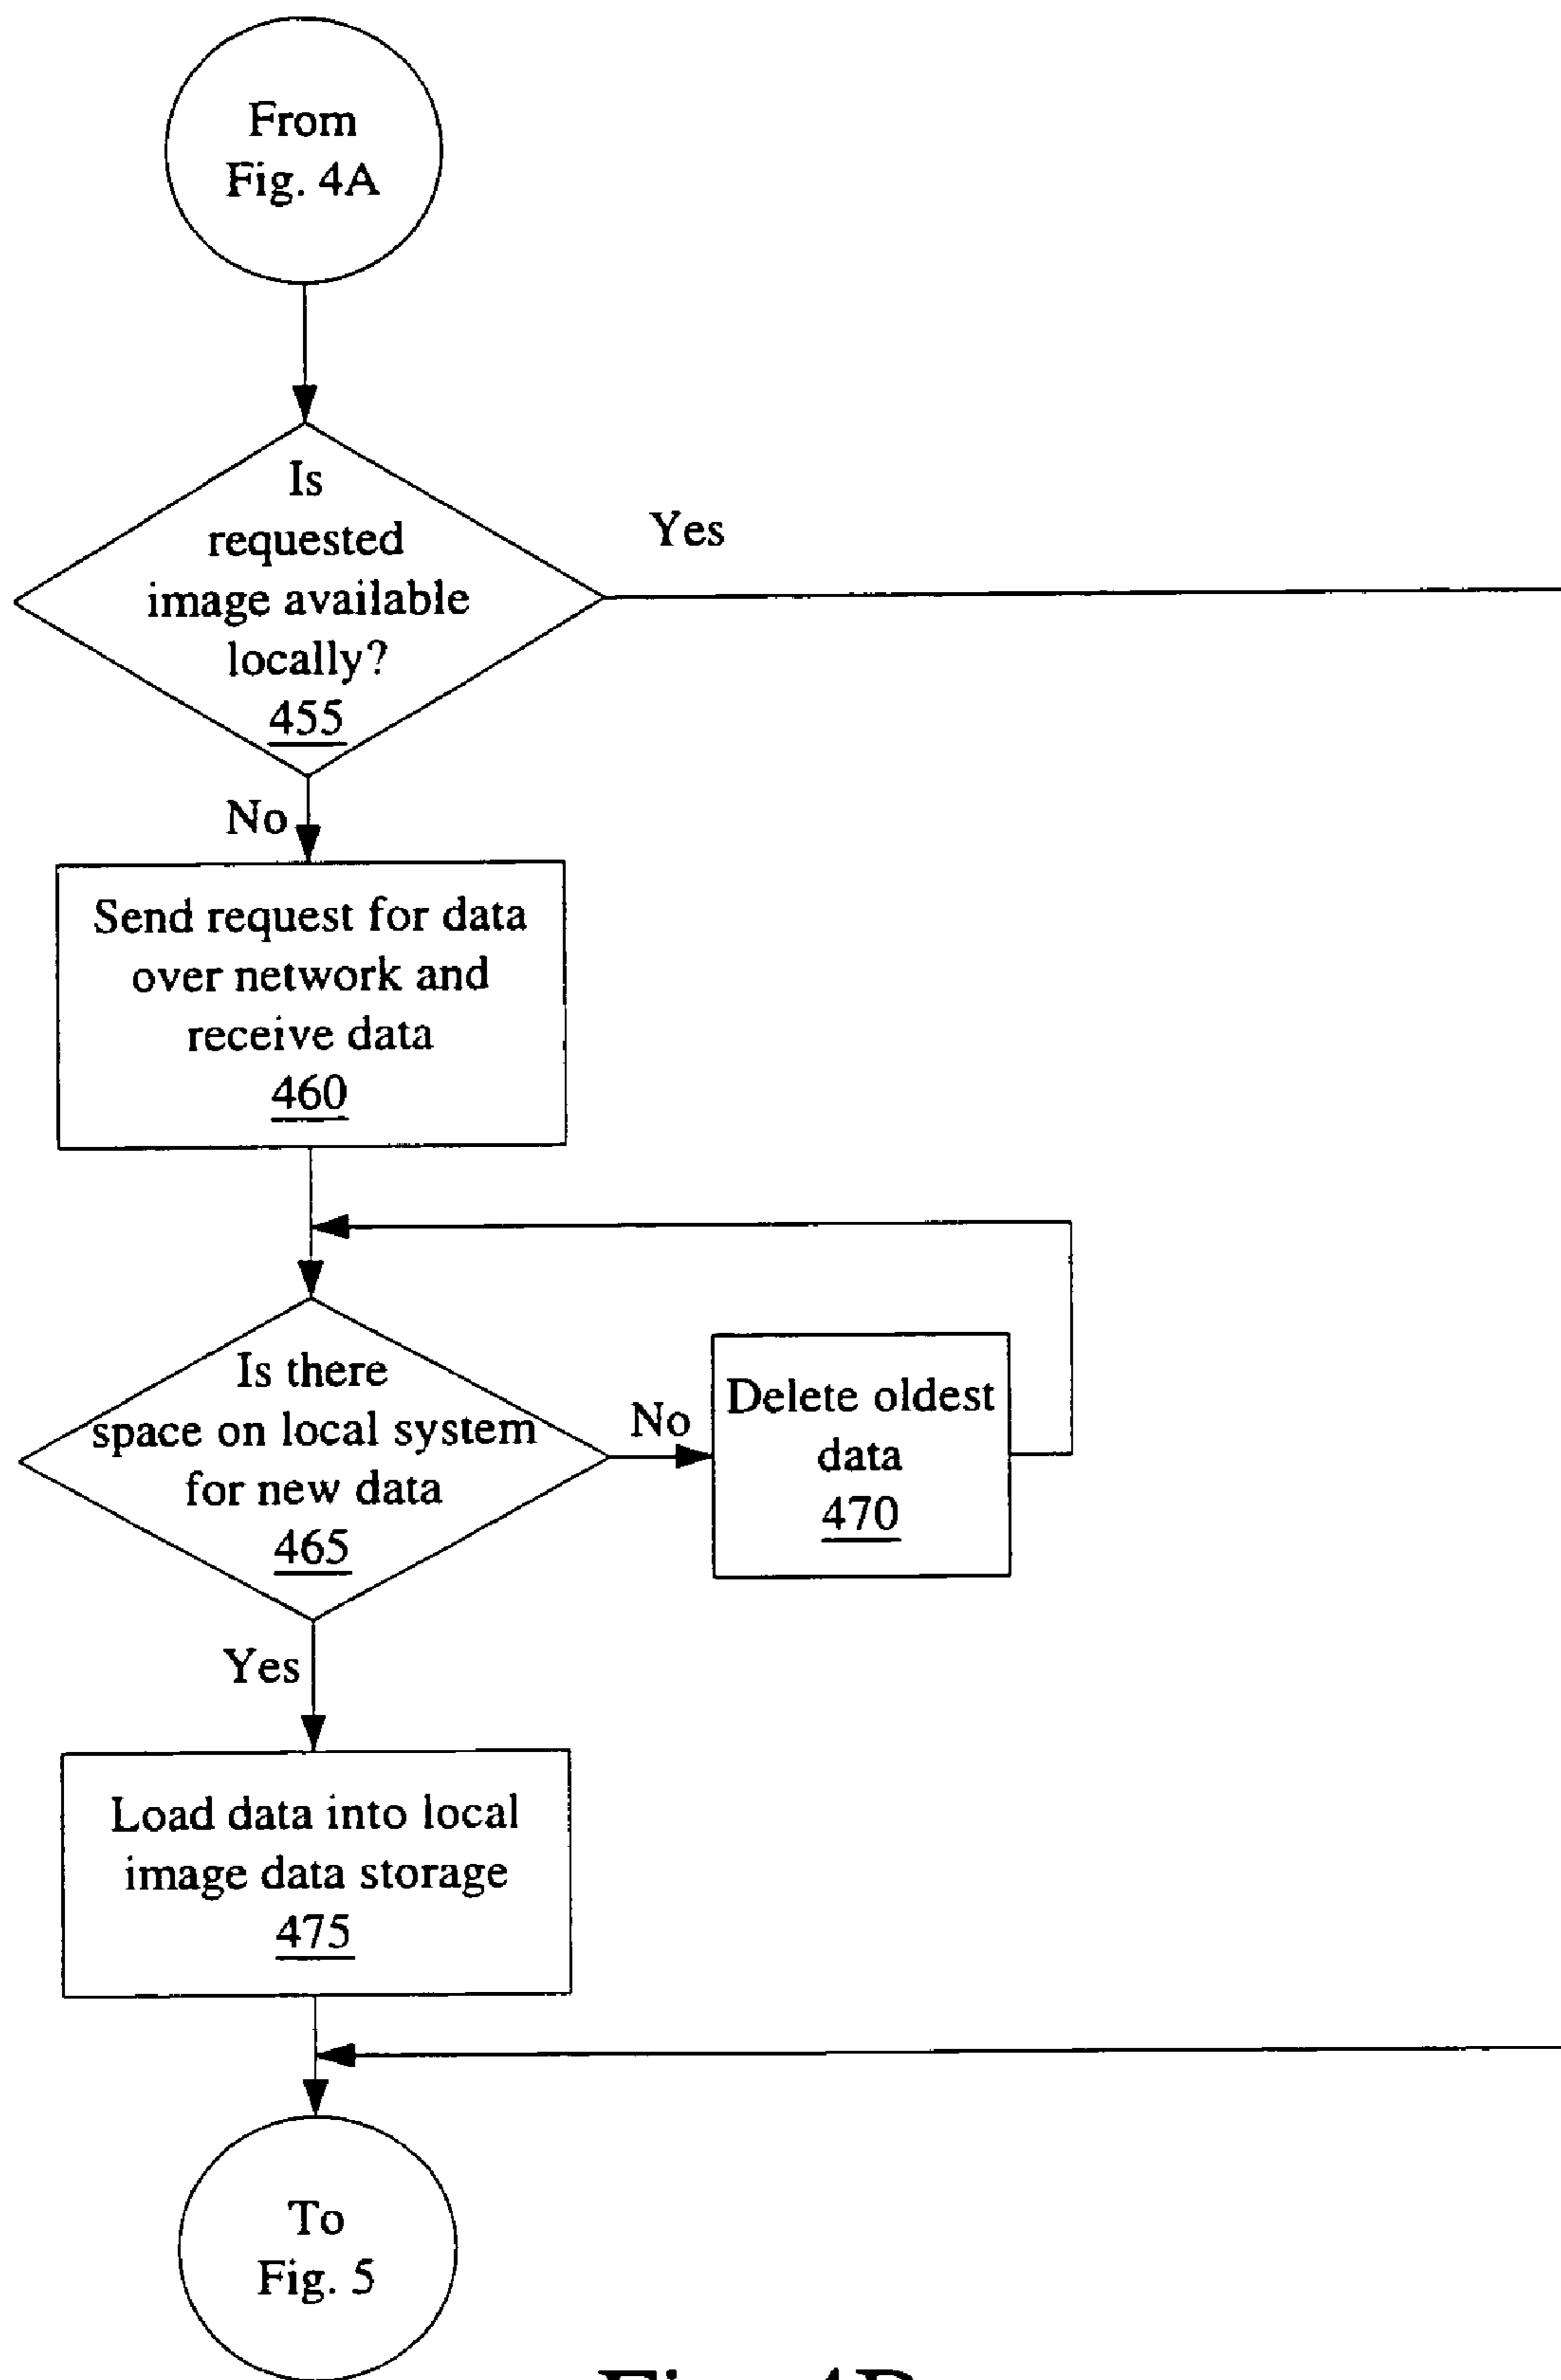 From
Fig. 4A
Is
requested
image available
locally?
455
Yes
No
Send request for data
over network and
receive data
460
Is there
space on local system
for new data
465
No
Delete oldest
data
470
Yes
Load data into local
image data storage
475
To
Fig. 5